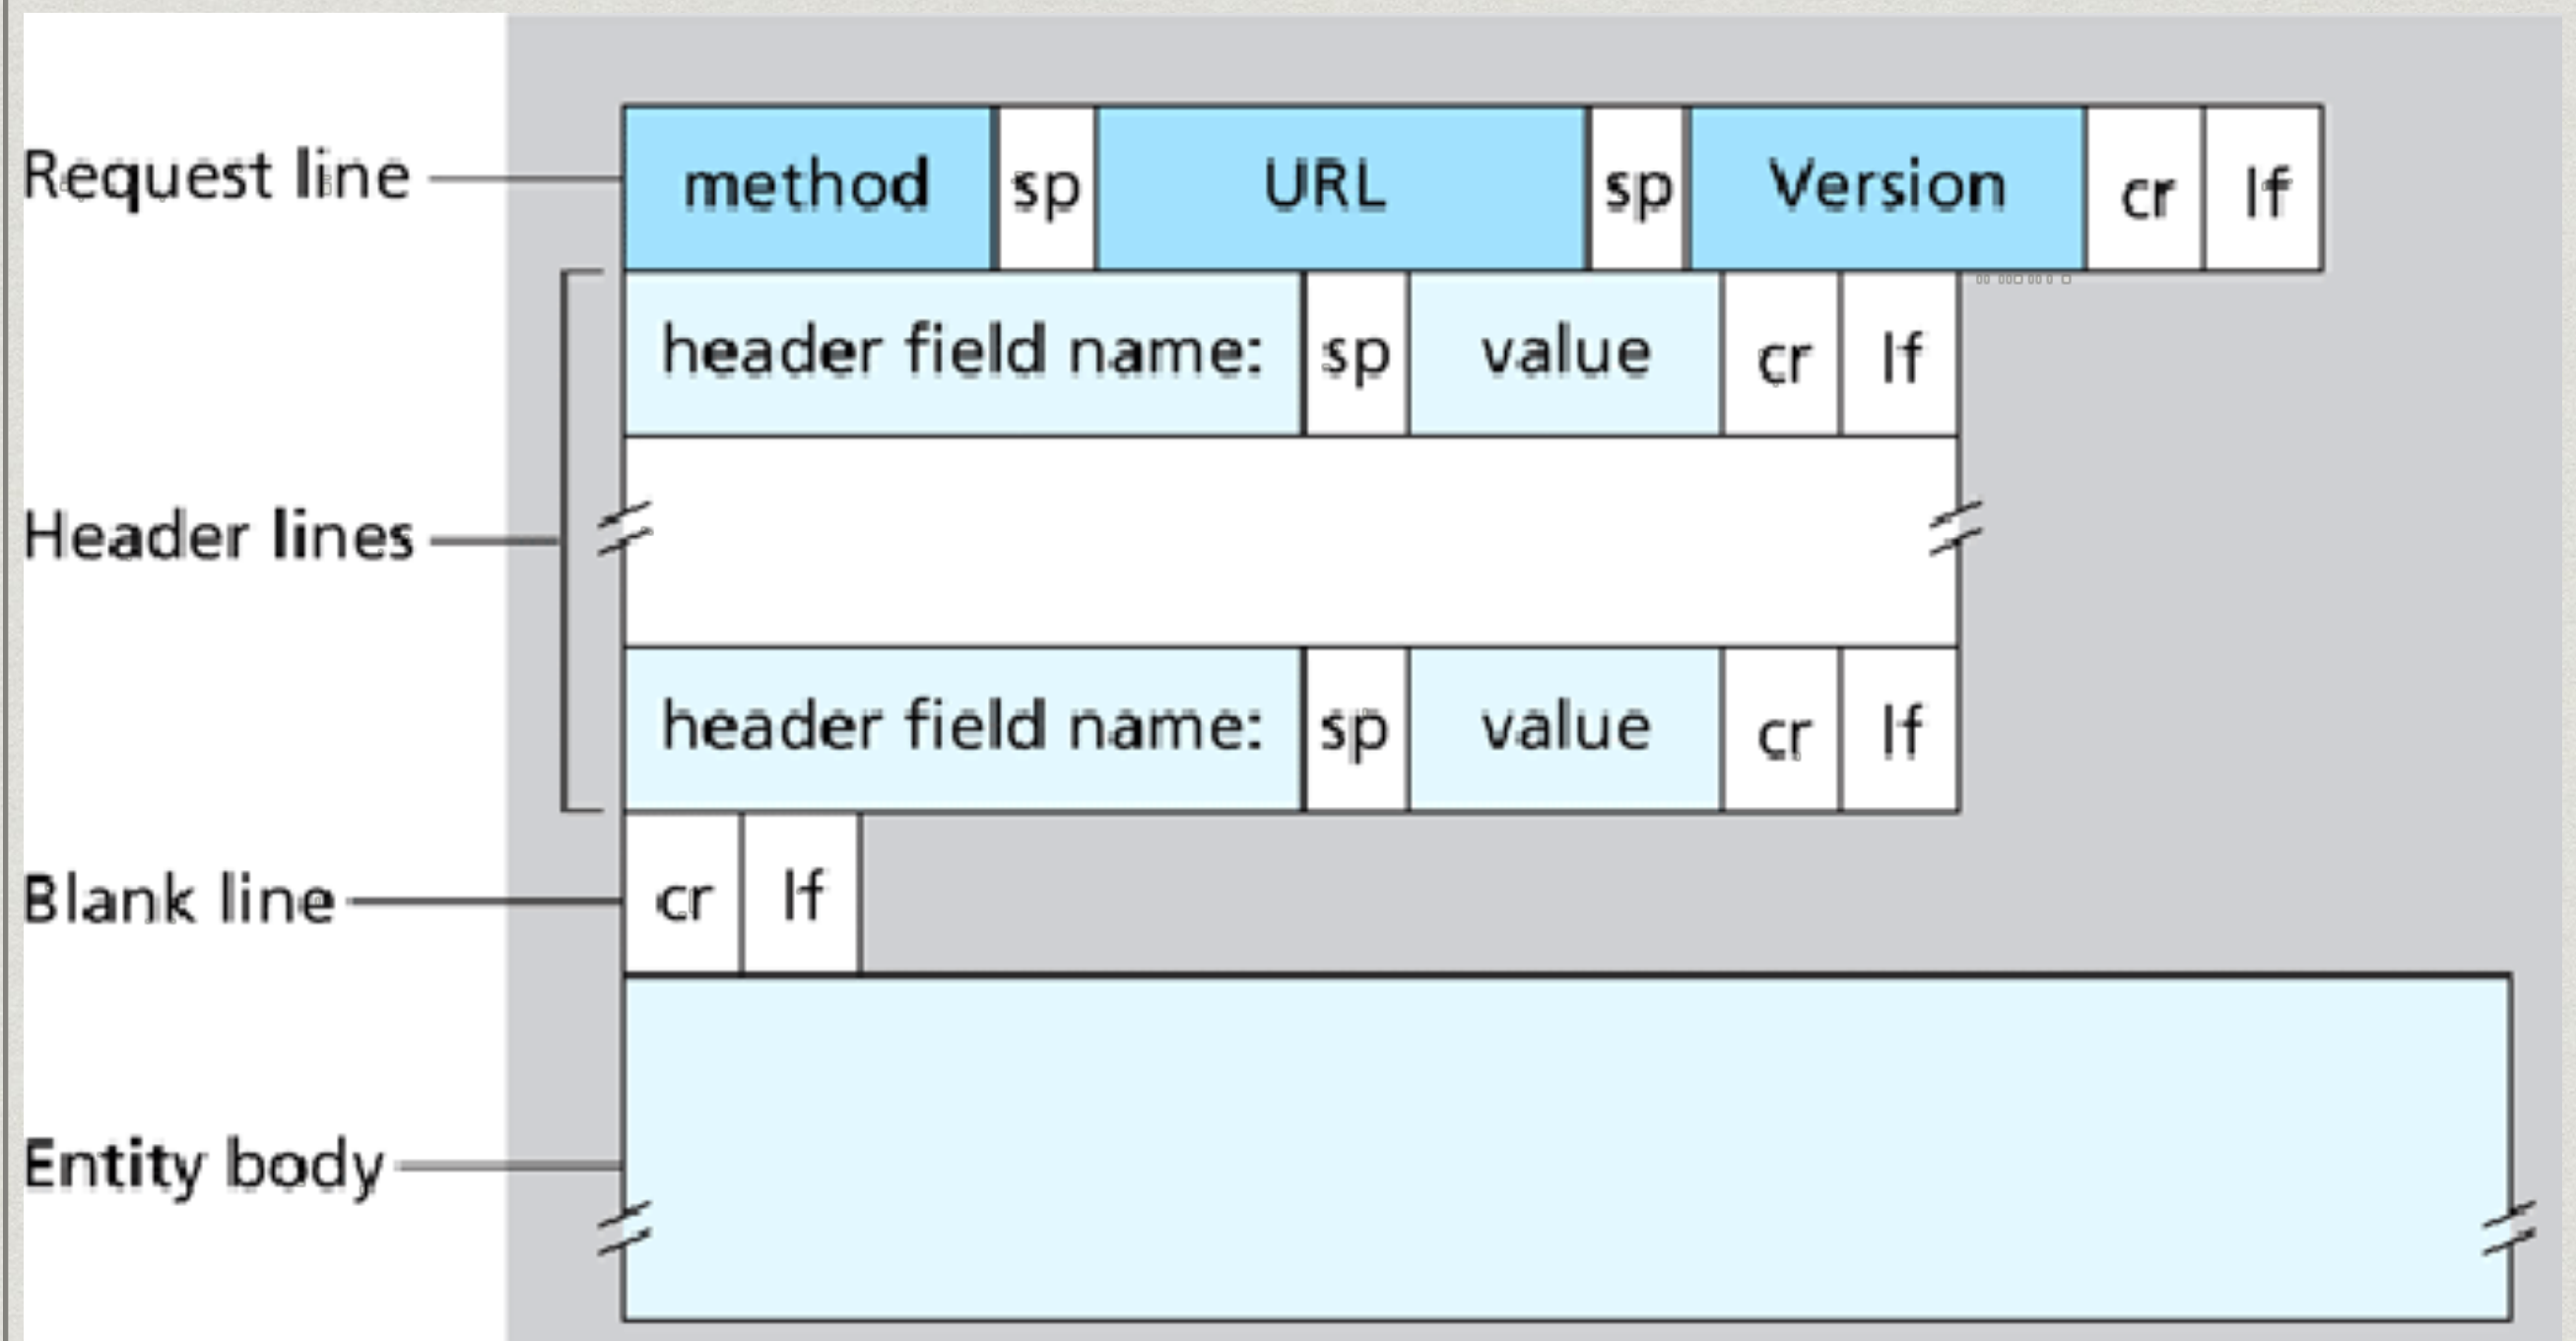 Request line method sp URL sp Version cr lf
header field name: sp value cr lf
Header lines
header field name: sp value cr lf
Blank line cr lf
Entity body